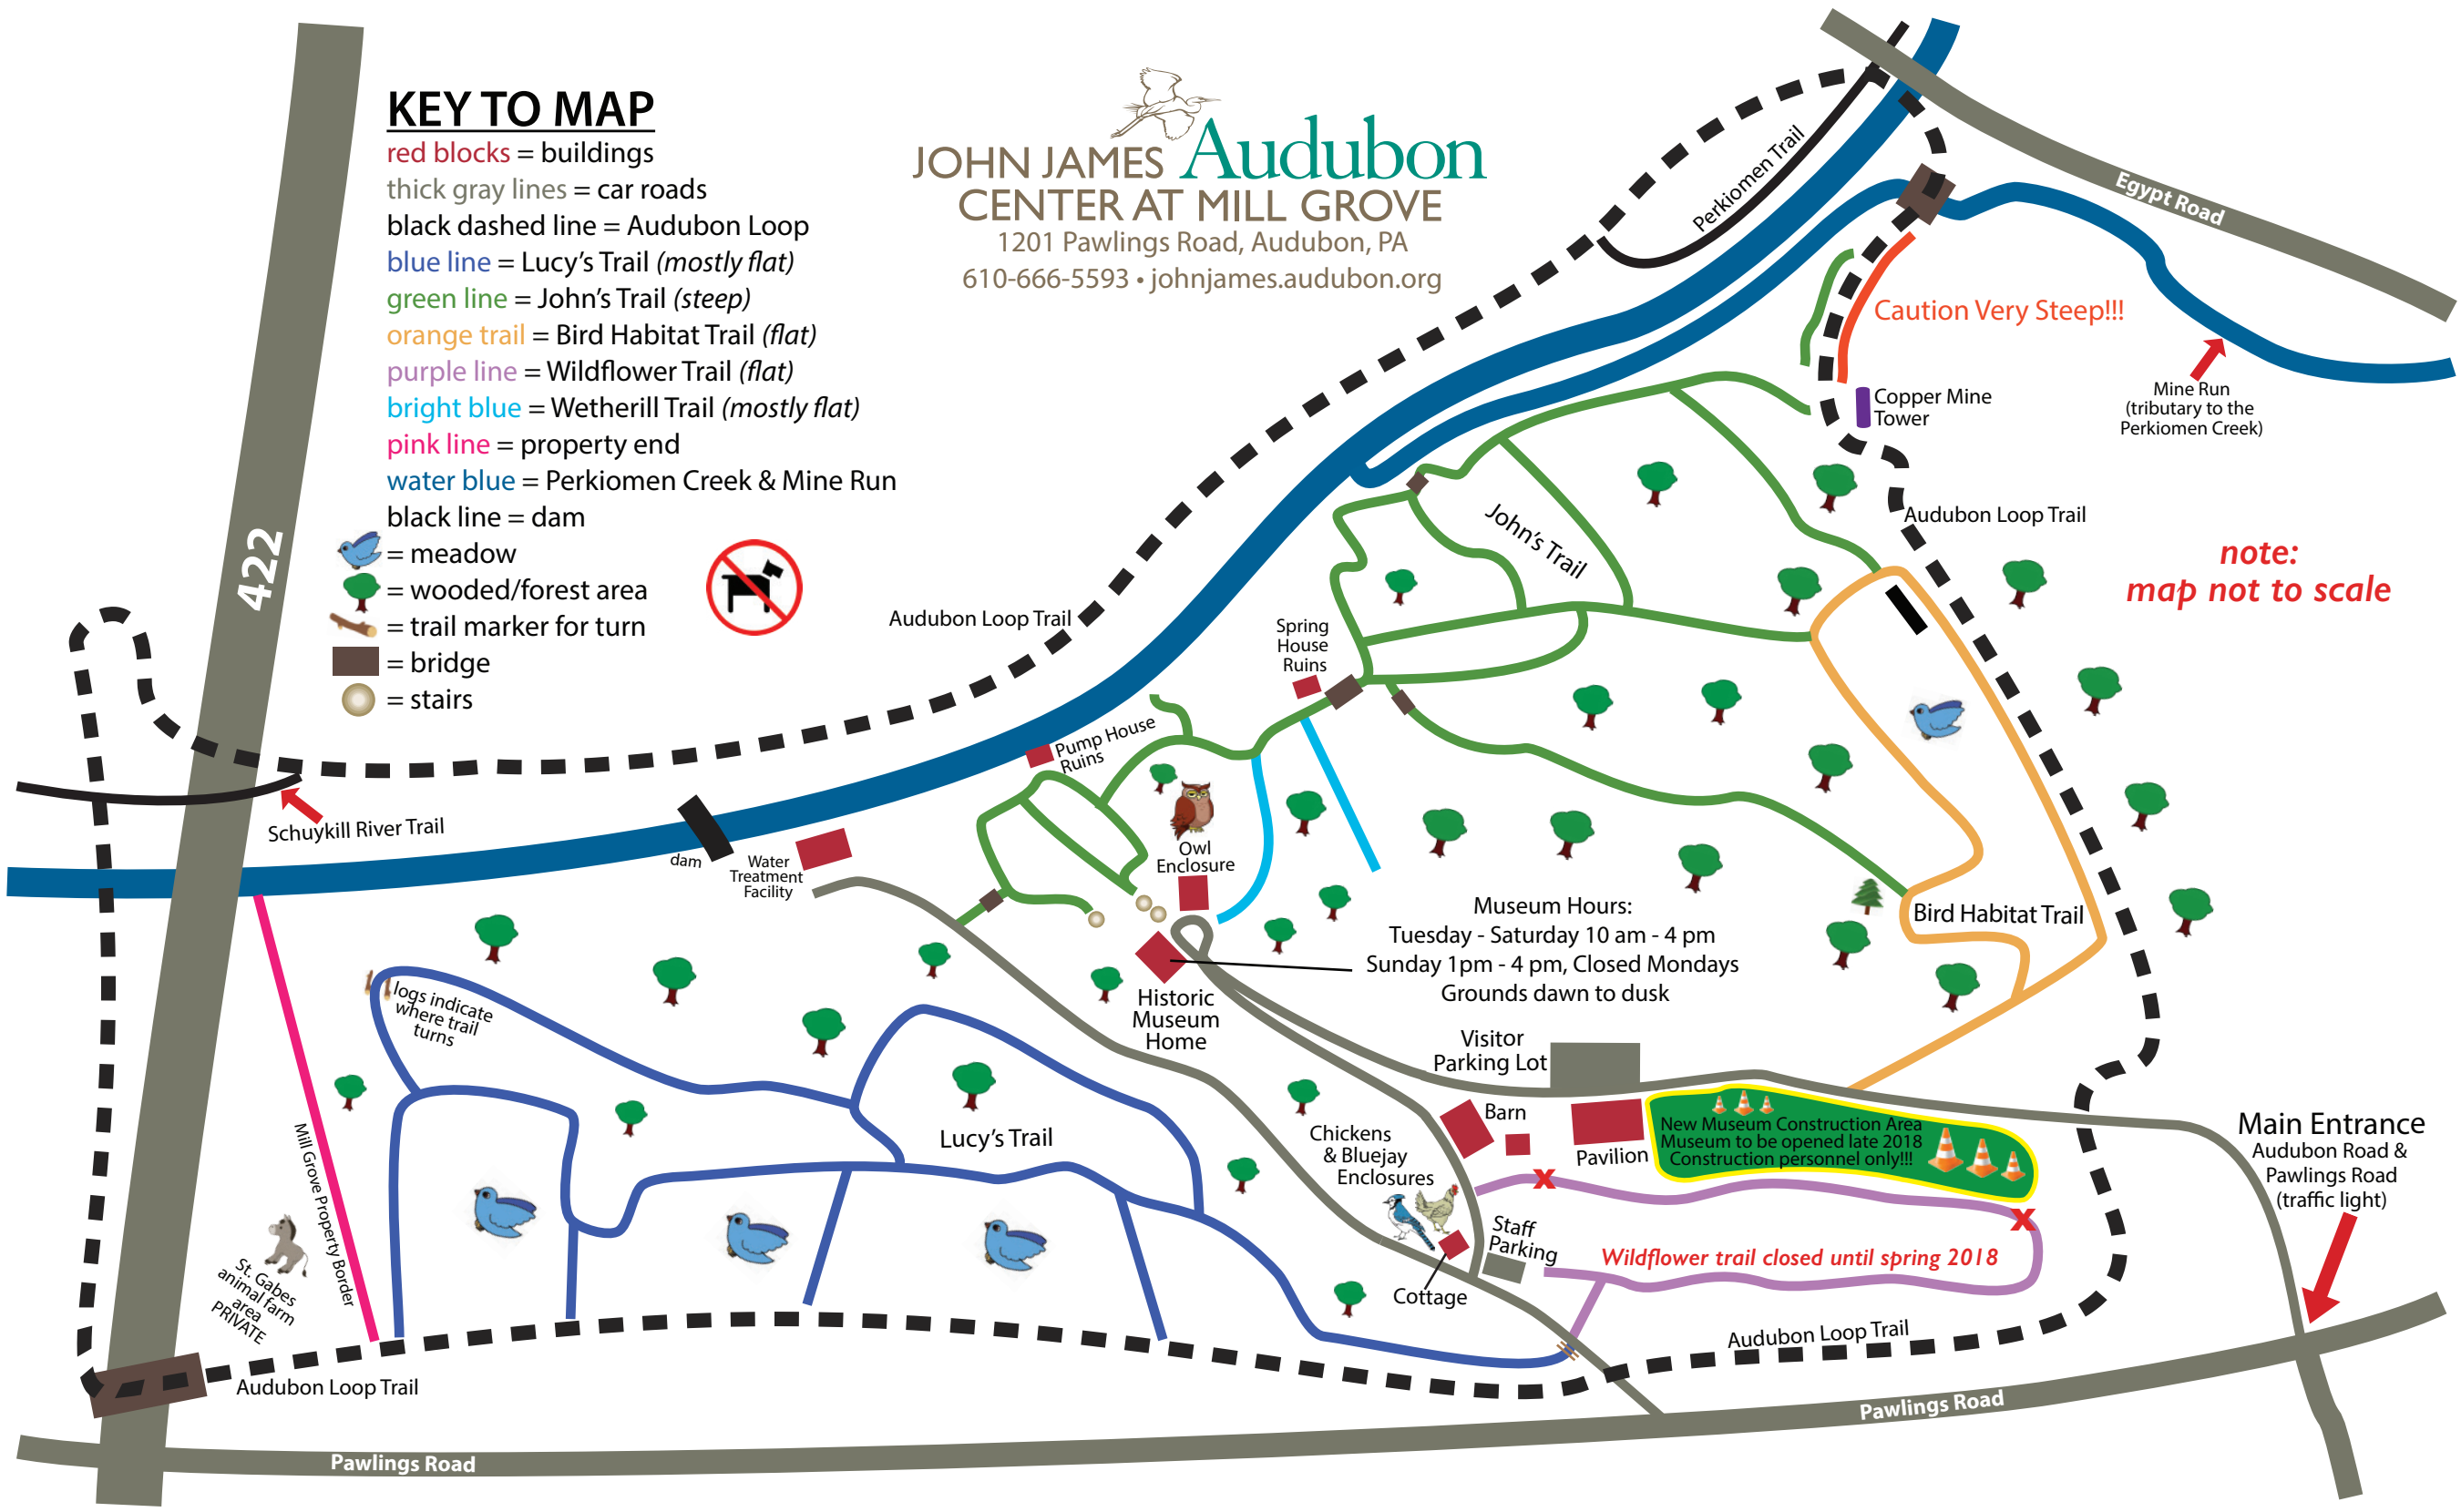 KEY TO MAP
red blocks = buildings
thick gray lines = car roads
black dashed line = Audubon Loop
blue line = Lucy's Trail (mostly flat)
green line = John's Trail (steep)
orange trail = Bird Habitat Trail (flat)
purple line = Wildflower Trail (flat)
bright blue = Wetherill Trail (mostly flat)
pink line = property end
water blue = Perkiomen Creek & Mine Run
black line = dam
= meadow
= wooded/forest area
= trail marker for turn
= bridge
= stairs
JOHN JAMES Audubon
CENTER AT MILL GROVE
1201 Pawlings Road, Audubon, PA
610-666-5593 • johnjames.audubon.org
Perkiomen Trail
Egypt Road
Caution Very Steep!!!
Copper Mine
Tower
Mine Run
(tributary to the
Perkiomen Creek)
Audubon Loop Trail
note:
map not to scale
John's Trail
422
Audubon Loop Trail
Spring
House
Ruins
Pump House
Ruins
Schuykill River Trail
dam
Water
Treatment
Facility
Owl
Enclosure
Museum Hours:
Tuesday - Saturday 10 am - 4 pm
Sunday 1pm - 4 pm, Closed Mondays
Grounds dawn to dusk
Bird Habitat Trail
logs indicate
where trail
turns
Historic
Museum
Home
Visitor
Parking Lot
Lucy's Trail
Barn
Pavilion
New Museum Construction Area
Museum to be opened late 2018
Construction personnel only!!!
Main Entrance
Audubon Road &
Pawlings Road
(traffic light)
Chickens
& Bluejay
Enclosures
Mill Grove Property Border
X
X
Staff
Parking
Wildflower trail closed until spring 2018
St. Gabes
animal farm
area
PRIVATE
Cottage
Audubon Loop Trail
Audubon Loop Trail
Pawlings Road
Pawlings Road